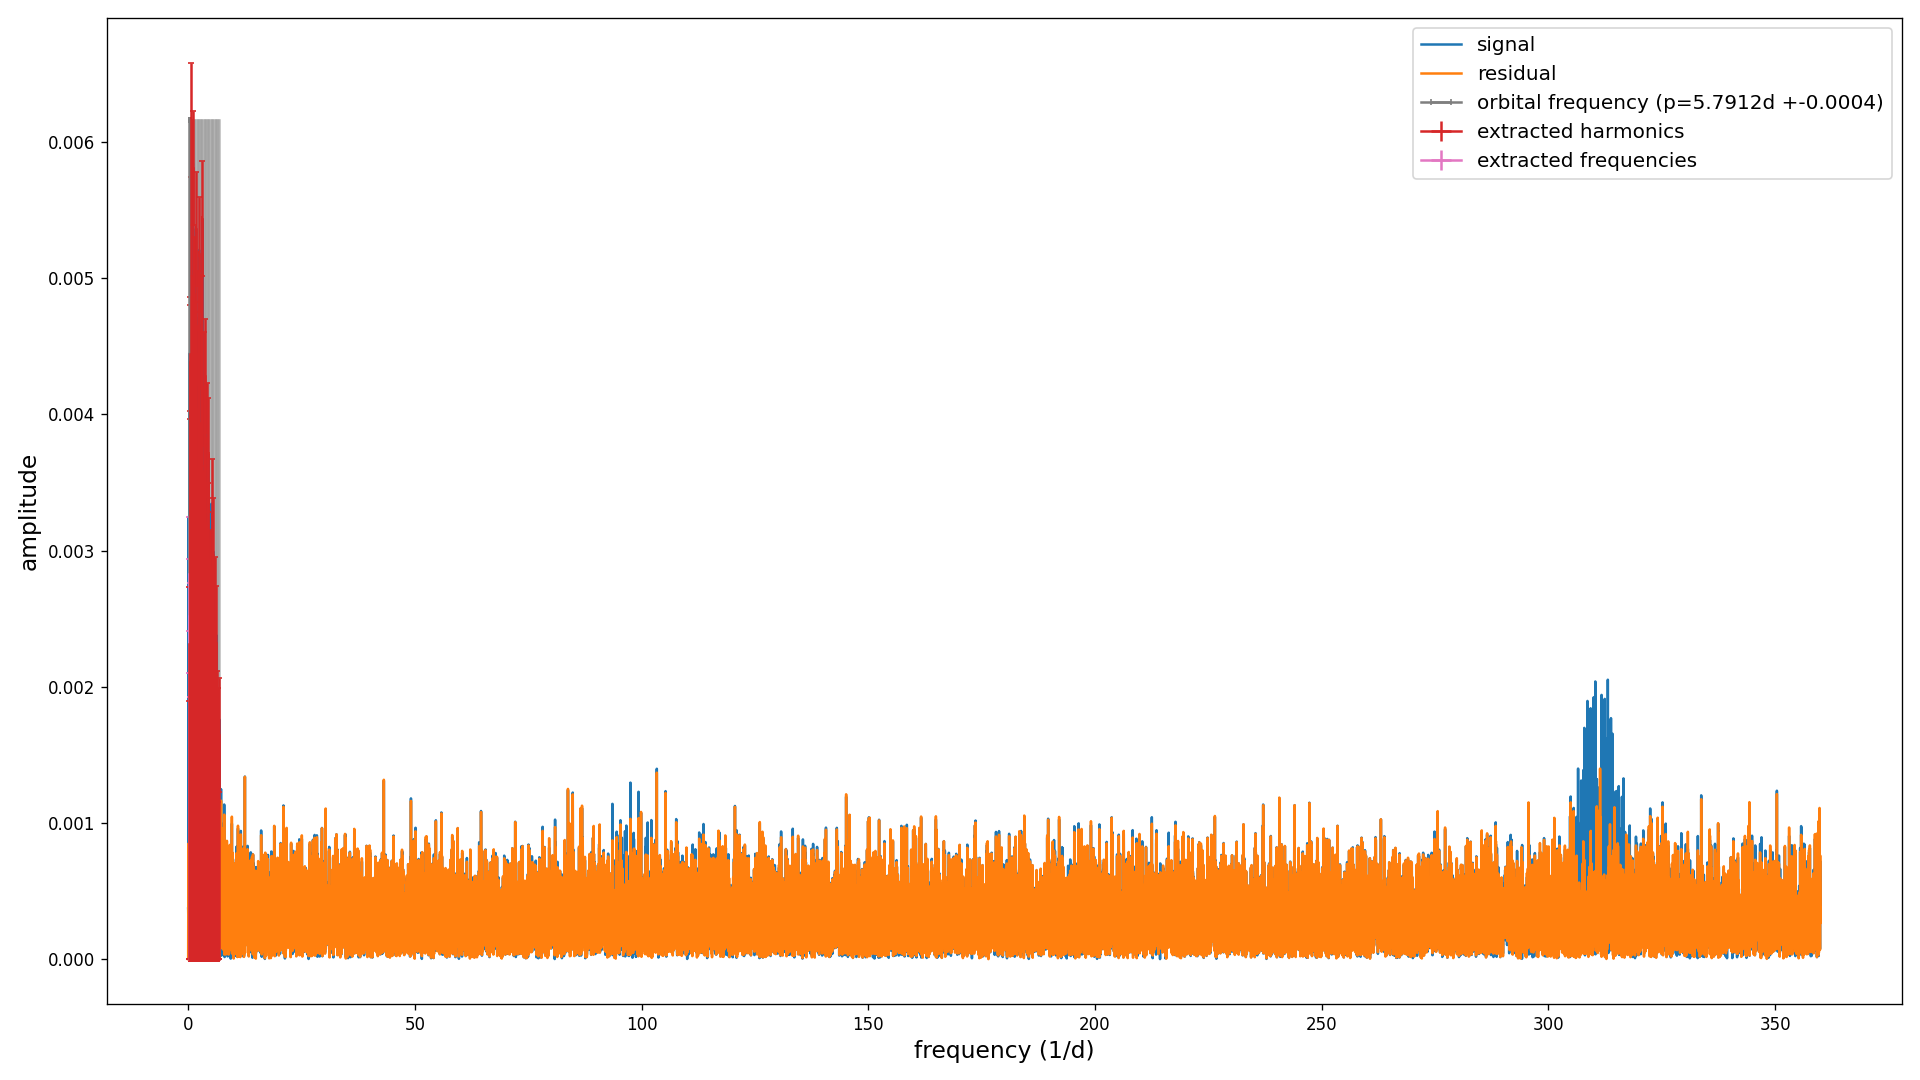 signal
residual
orbital frequency (p=5.7912d +-0.0004)
extracted harmonics
extracted frequencies
amplitude
0.006
0.005
0.004
0.003
0.002
0.001
0.000
0 50 100 150 200 250 300 350
frequency (1/d)